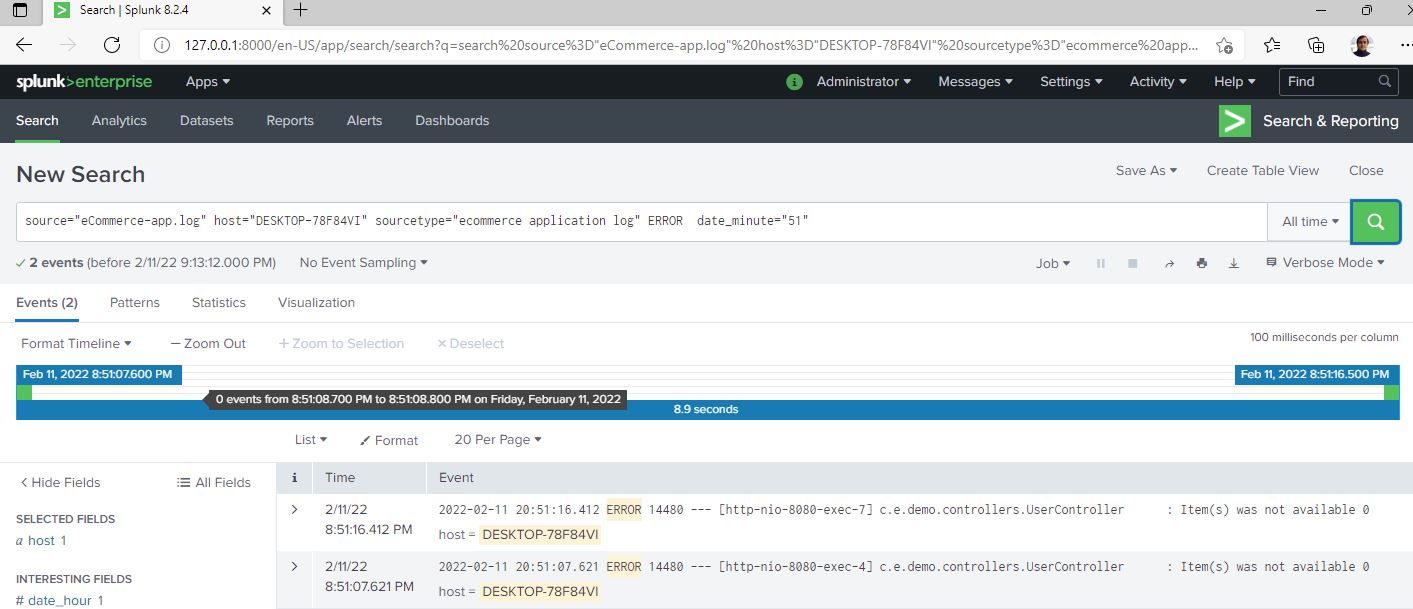 Search | Splunk 8.2.4
127.0.0.1:8000/en-US/app/search/search?q=search%20source%3D"eCommerce-app.log"%20host%3D"DESKTOP-78F84VI"%20sourcetype%3D"ecommerce%20app...
splunk>enterprise Apps
i Administrator Messages Settings Activity Help Find
Search Analytics Datasets Reports Alerts Dashboards
> Search & Reporting
New Search
Save As Create Table View Close
source="eCommerce-app.log" host="DESKTOP-78F84VI" sourcetype="ecommerce application log" ERROR  date_minute="51"
All time
✓ 2 events (before 2/11/22 9:13:12.000 PM) No Event Sampling
Job Verbose Mode
Events (2) Patterns Statistics Visualization
Format Timeline — Zoom Out + Zoom to Selection × Deselect
100 milliseconds per column
Feb 11, 2022 8:51:07.600 PM
Feb 11, 2022 8:51:16.500 PM
0 events from 8:51:08.700 PM to 8:51:08.800 PM on Friday, February 11, 2022
8.9 seconds
List Format 20 Per Page
< Hide Fields All Fields
i Time Event
SELECTED FIELDS
a host 1
INTERESTING FIELDS
# date_hour 1
> 2/11/22
8:51:16.412 PM
2022-02-11 20:51:16.412 ERROR 14480 --- [http-nio-8080-exec-7] c.e.demo.controllers.UserController : Item(s) was not available 0
host = DESKTOP-78F84VI
> 2/11/22
8:51:07.621 PM
2022-02-11 20:51:07.621 ERROR 14480 --- [http-nio-8080-exec-4] c.e.demo.controllers.UserController : Item(s) was not available 0
host = DESKTOP-78F84VI